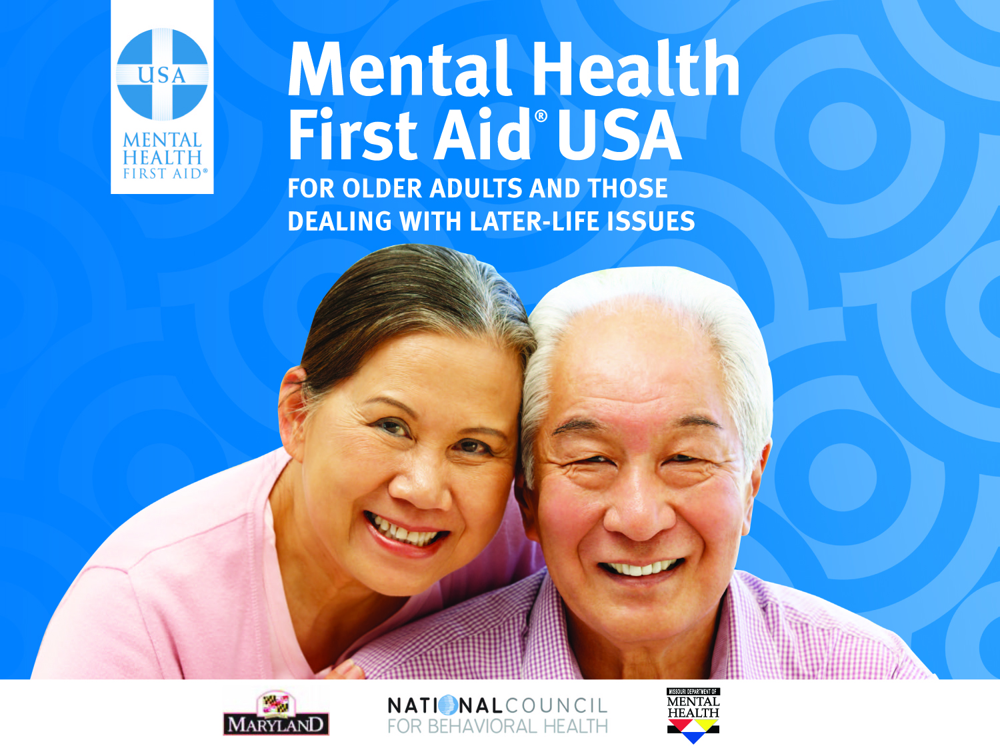 USA
MENTAL
HEALTH
FIRST AID®
Mental Health
First Aid® USA
FOR OLDER ADULTS AND THOSE
DEALING WITH LATER-LIFE ISSUES
MARYLAND
NATIONALCOUNCIL
FOR BEHAVIORAL HEALTH
MISSOURI DEPARTMENT OF
MENTAL
HEALTH